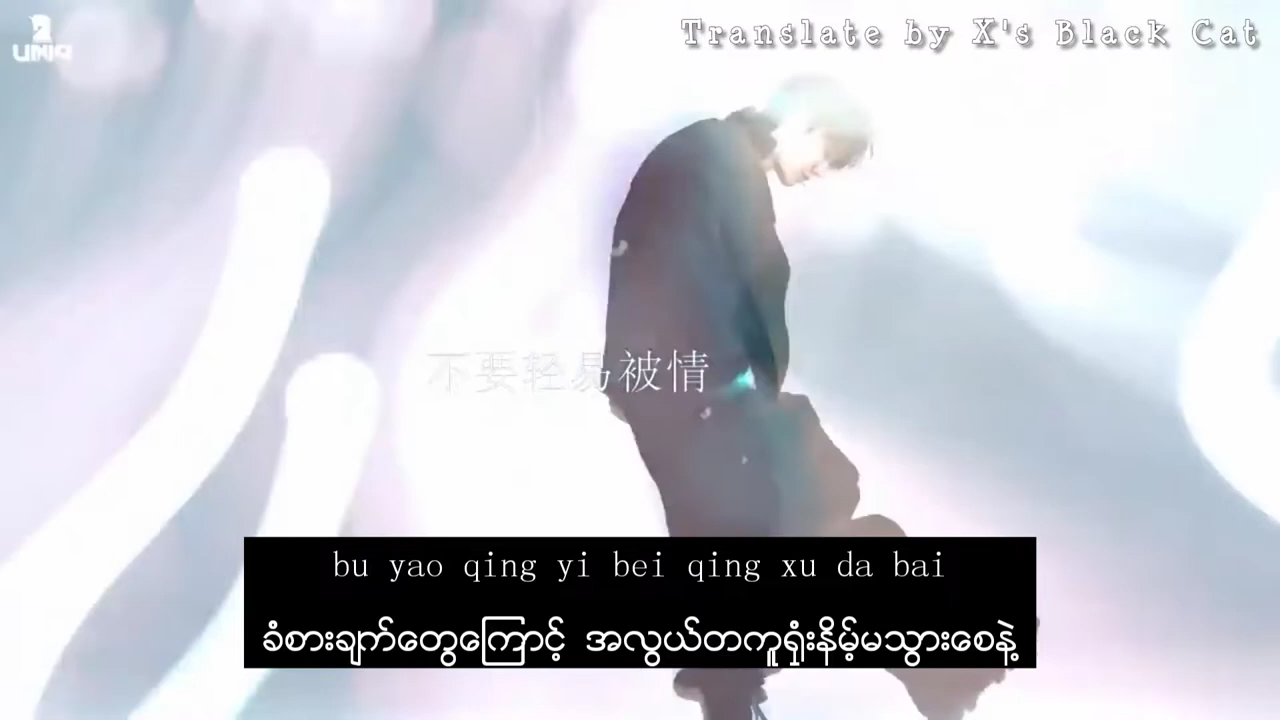 UNIQ
Translate by X's Black Cat
不要轻易被情
bu yao qing yi bei qing xu da bai
ခံစားချက်တွေကြောင့် အလွယ်တကူရှုံးနိမ့်မသွားစေနဲ့